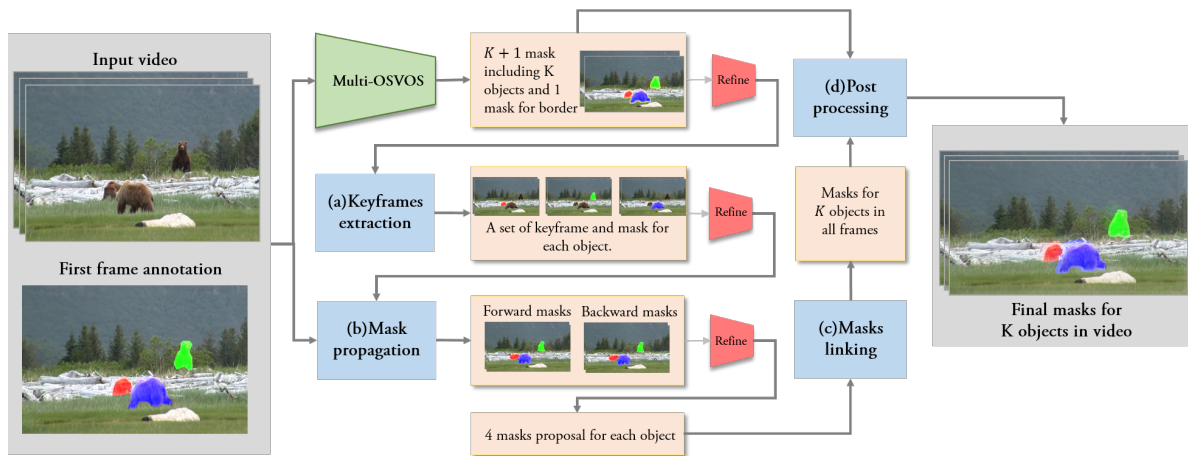 Input video
First frame annotation
Multi-OSVOS
K + 1 mask
including K
objects and 1
mask for border
Refine
(a)Keyframes
extraction
A set of keyframe and mask for
each object.
Refine
(b)Mask
propagation
Forward masks
Backward masks
Refine
4 masks proposal for each object
(c)Masks
linking
Masks for
K objects in
all frames
(d)Post
processing
Final masks for
K objects in video